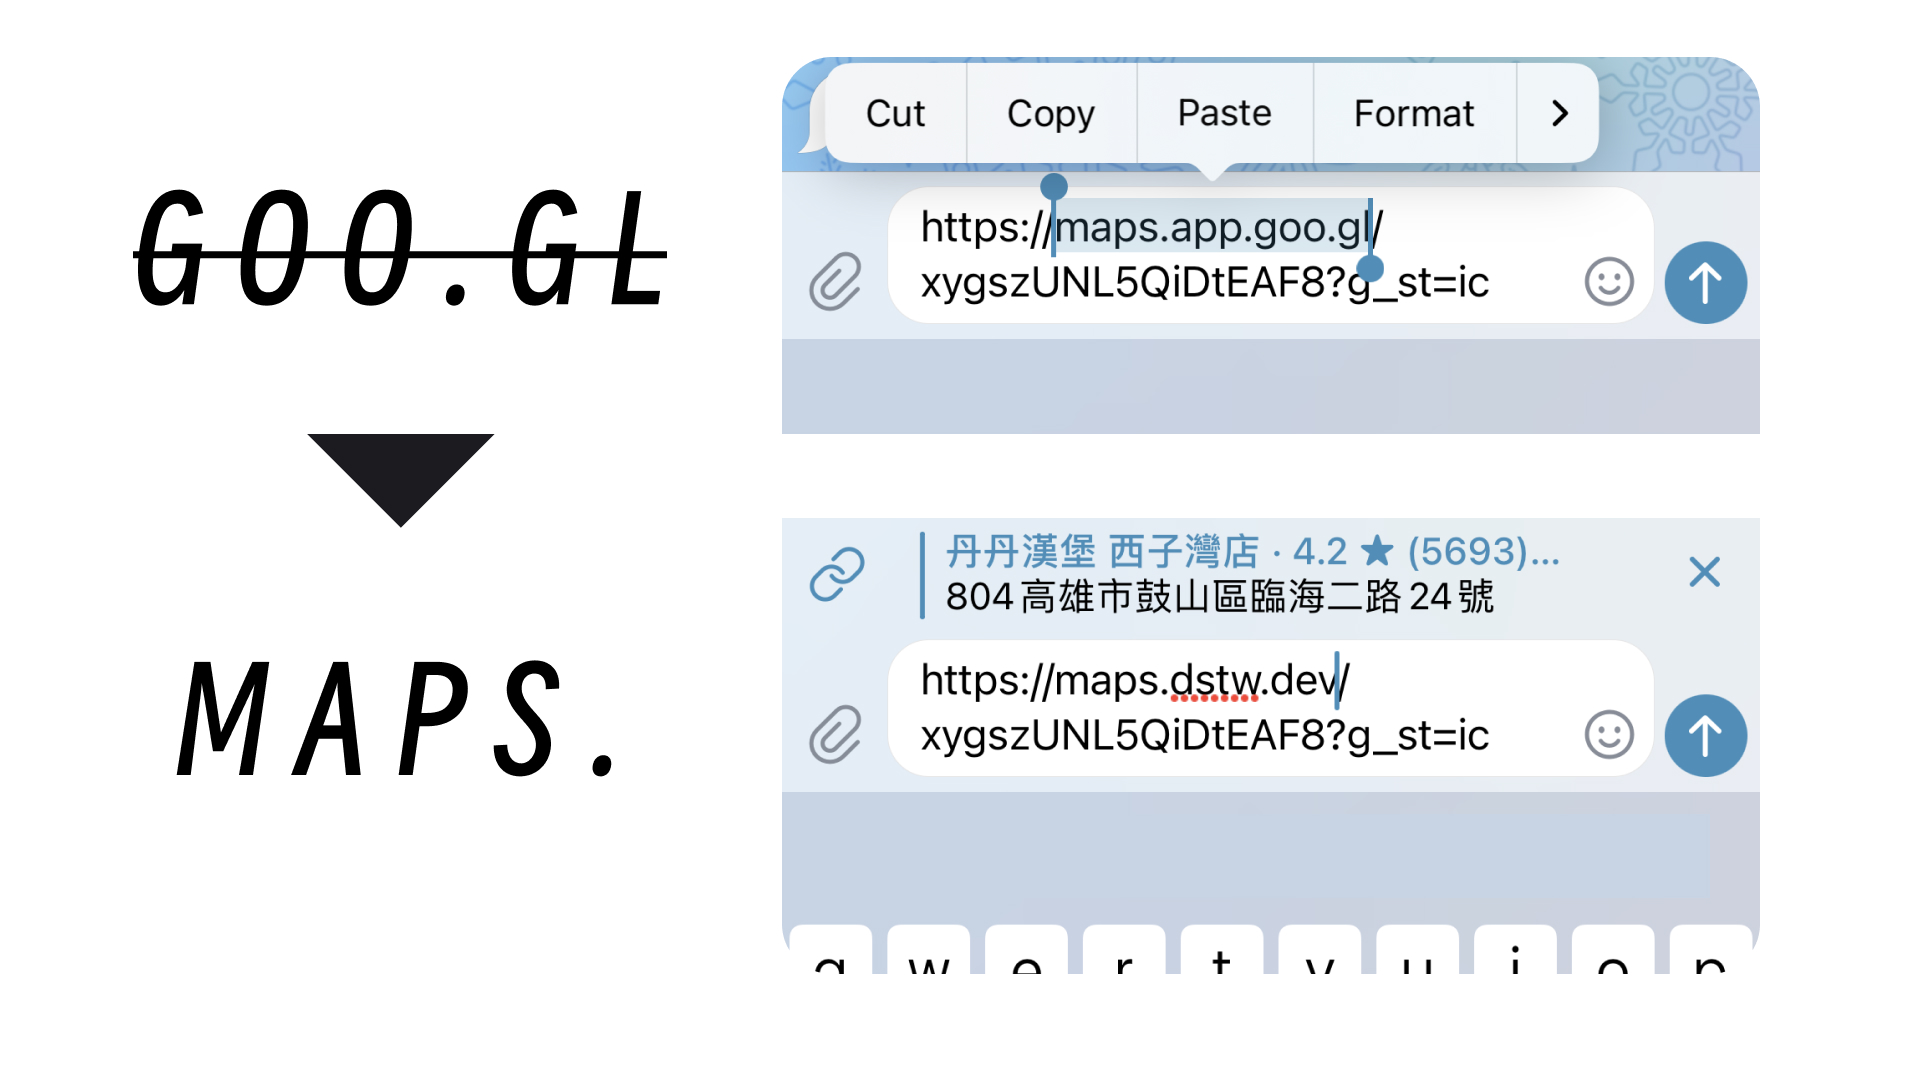 GOO.GL
MAPS.
Cut Copy Paste Format
https://maps.app.goo.gl/
xygszUNL5QiDtEAF8?g_st=ic
丹丹漢堡 西子灣店 · 4.2 ★ (5693)...
804高雄市鼓山區臨海二路24號
https://maps.dstw.dev/
xygszUNL5QiDtEAF8?g_st=ic
q w e r t y u i o p